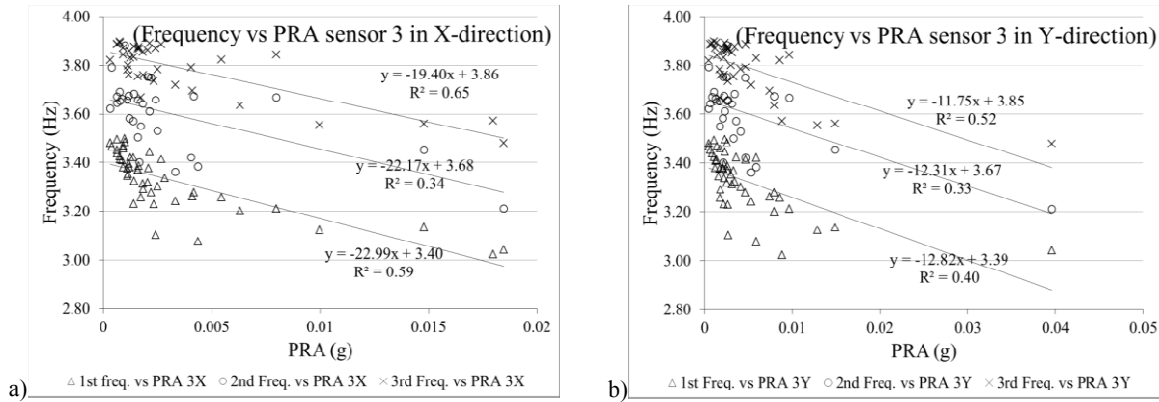 4.00
(Frequency vs PRA sensor 3 in X-direction)
3.80
y = -19.40x + 3.86
R² = 0.65
3.60
Frequency (Hz)
3.40
y = -22.17x + 3.68
R² = 0.34
3.20
y = -22.99x + 3.40
R² = 0.59
3.00
2.80
0 0.005 0.01 0.015 0.02
PRA (g)
a)
△ 1st freq. vs PRA 3X ○ 2nd Freq. vs PRA 3X × 3rd Freq. vs PRA 3X
4.00
(Frequency vs PRA sensor 3 in Y-direction)
3.80
y = -11.75x + 3.85
R² = 0.52
3.60
Frequency (Hz)
3.40
y = -12.31x + 3.67
R² = 0.33
3.20
y = -12.82x + 3.39
R² = 0.40
3.00
2.80
0 0.01 0.02 0.03 0.04 0.05
PRA (g)
b)
△ 1st Freq. vs PRA 3Y ○ 2nd Freq. vs PRA 3Y × 3rd Freq. vs PRA 3Y